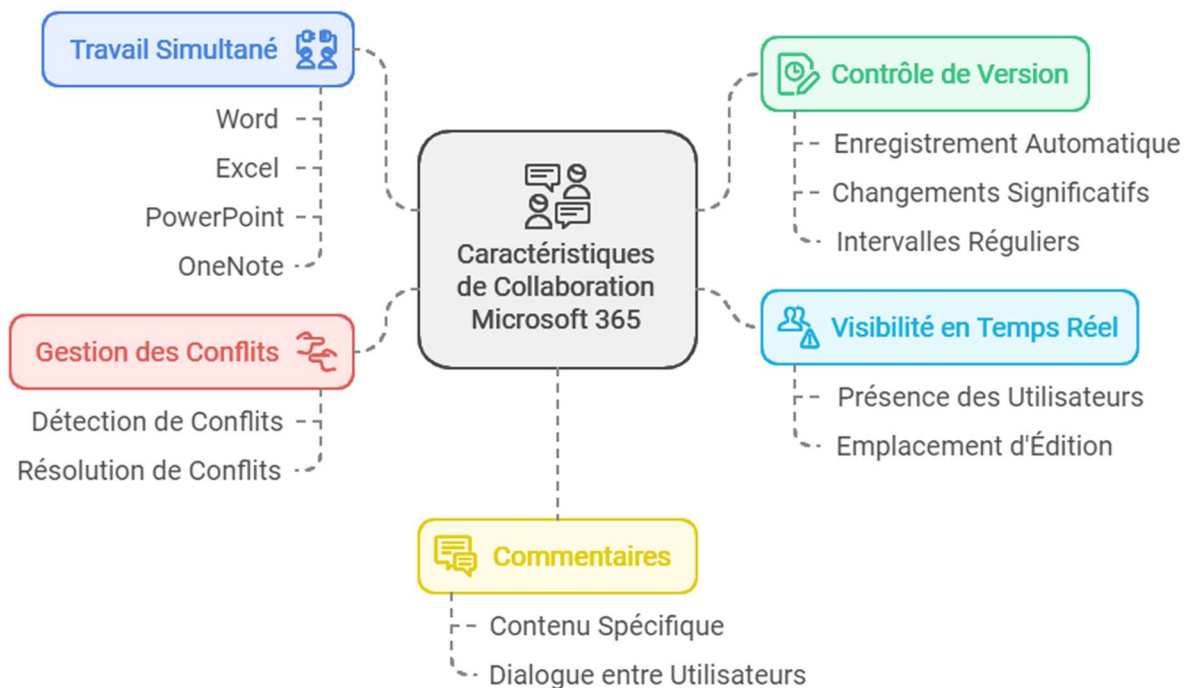 Travail Simultané
Word
Excel
PowerPoint
OneNote
Gestion des Conflits
Détection de Conflits
Résolution de Conflits
Caractéristiques
de Collaboration
Microsoft 365
Contrôle de Version
Enregistrement Automatique
Changements Significatifs
Intervalles Réguliers
Visibilité en Temps Réel
Présence des Utilisateurs
Emplacement d'Édition
Commentaires
Contenu Spécifique
Dialogue entre Utilisateurs